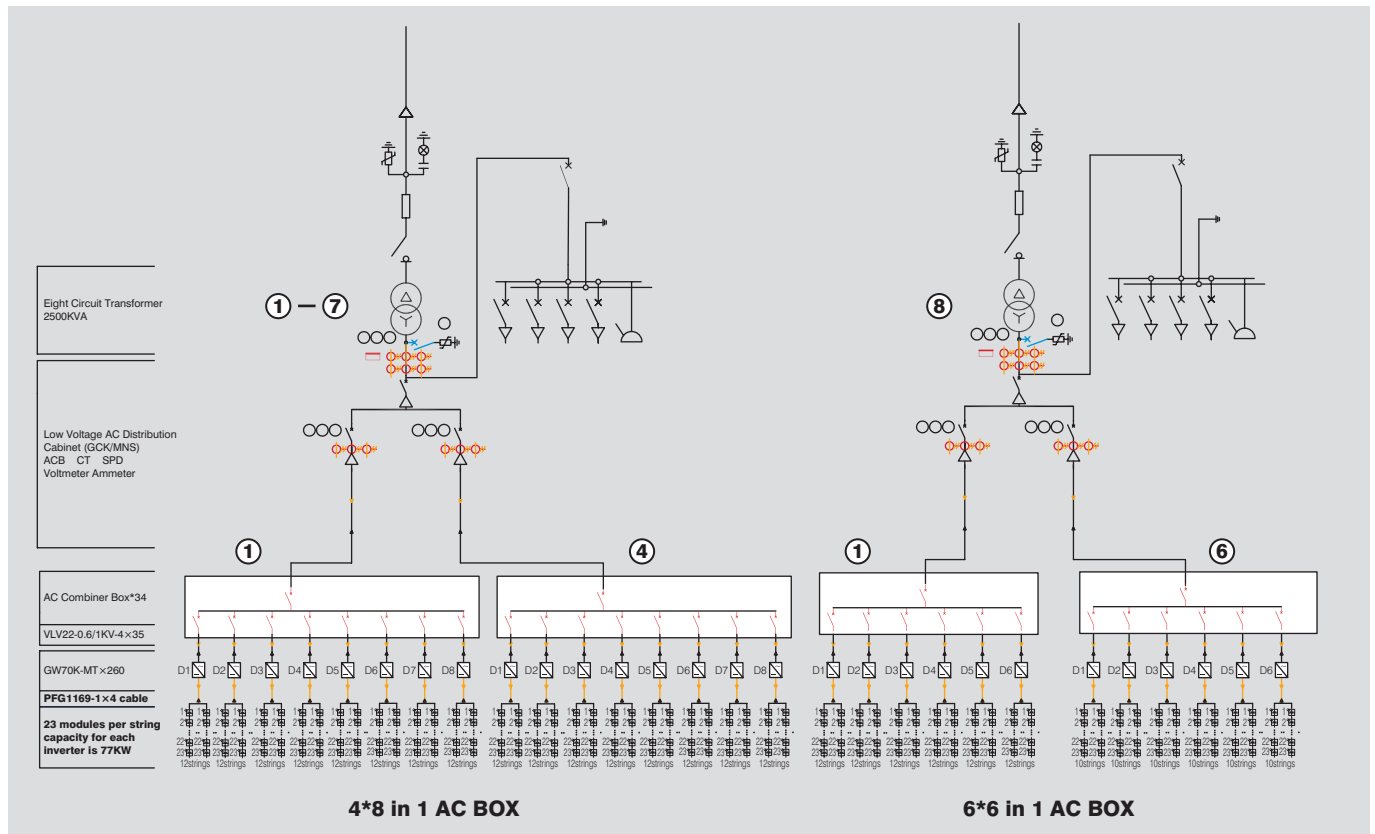 Eight Circuit Transformer
2500KVA
① — ⑦
⑧
Low Voltage AC Distribution
Cabinet (GCK/MNS)
ACB CT SPD
Voltmeter Ammeter
① ④ ① ⑥
AC Combiner Box*34
VLV22-0.6/1KV-4×35
GW70K-MT×260
D1 D2 D3 D4 D5 D6 D7 D8 D1 D2 D3 D4 D5 D6 D7 D8 D1 D2 D3 D4 D5 D6 D1 D2 D3 D4 D5 D6
PFG1169-1×4 cable
23 modules per string
capacity for each
inverter is 77KW
12strings 12strings 12strings 12strings 12strings 12strings 12strings 12strings 12strings 12strings 12strings 12strings 12strings 12strings 12strings 12strings 12strings 12strings 12strings 12strings 12strings 12strings 10strings 10strings 10strings 10strings 10strings 10strings
4*8 in 1 AC BOX
6*6 in 1 AC BOX